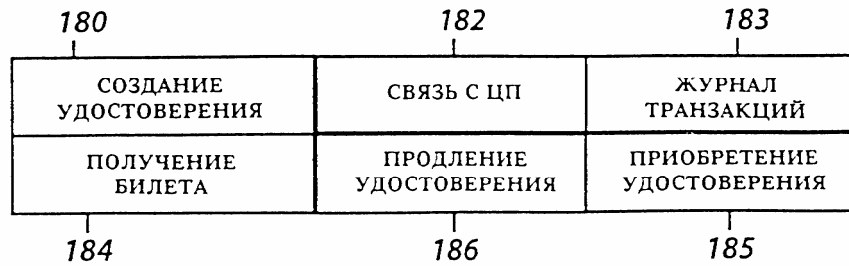 180 182 183
СОЗДАНИЕ
УДОСТОВЕРЕНИЯ
СВЯЗЬ С ЦП
ЖУРНАЛ
ТРАНЗАКЦИЙ
ПОЛУЧЕНИЕ
БИЛЕТА
ПРОДЛЕНИЕ
УДОСТОВЕРЕНИЯ
ПРИОБРЕТЕНИЕ
УДОСТОВЕРЕНИЯ
184 186 185